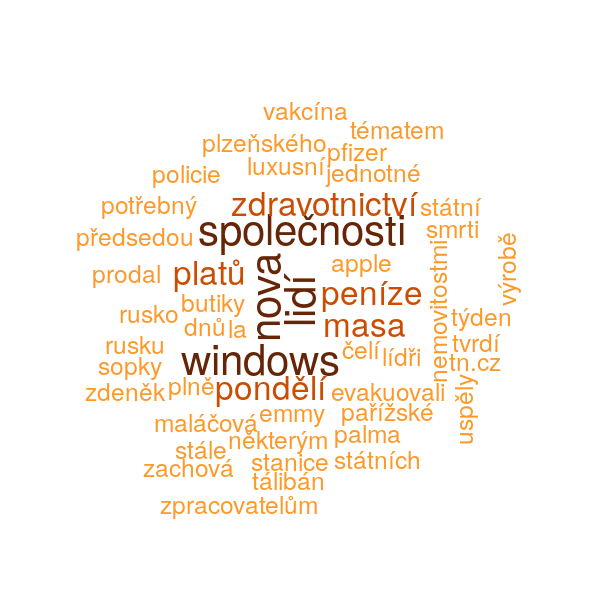 vakcína
tématem
plzeňského
pfizer
luxusní
jednotné
policie
potřebný
zdravotnictví
státní
předsedou
společnosti
smrti
prodal
platů
nova
lidí
apple
peníze
nemovitostmi
výrobě
butiky
rusko
dnů
la
masa
týden
rusku
windows
čelí
lídři
tvrdí
sopky
tn.cz
zdeněk
plně
pondělí
evakuovali
uspěly
maláčová
emmy
pařížské
stále
některým
palma
zachová
stanice
státních
tálibán
zpracovatelům